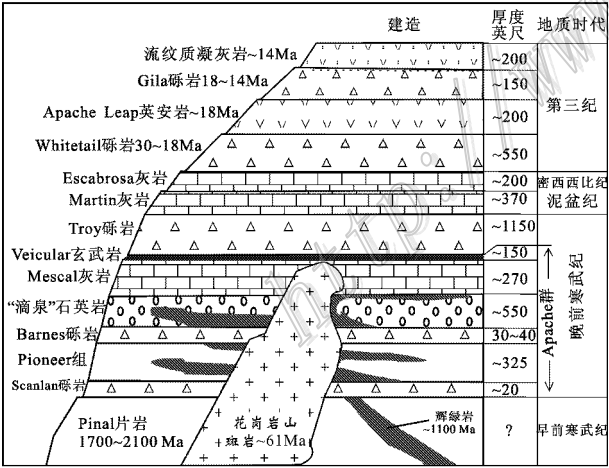 建造 厚度 地质时代
英尺
流纹质凝灰岩~14Ma ~200
Gila砾岩18~14Ma ~150
第三纪
Apache Leap英安岩~18Ma ~200
Whitetail砾岩30~18Ma ~550
Escabrosa灰岩 ~200 密西西比纪
Martin灰岩 ~370 泥盆纪
Troy砾岩 ~1150
Veicular玄武岩 ~150
Mescal灰岩 ~270
“滴泉”石英岩 ~550
Apache群
晚前寒武纪
Barnes砾岩 30~40
Pioneer组 ~325
Scanlan砾岩 ~20
Pinal片岩
1700~2100 Ma
花岗岩山
斑岩~61Ma
辉绿岩
~1100 Ma
? 早前寒武纪
http://www